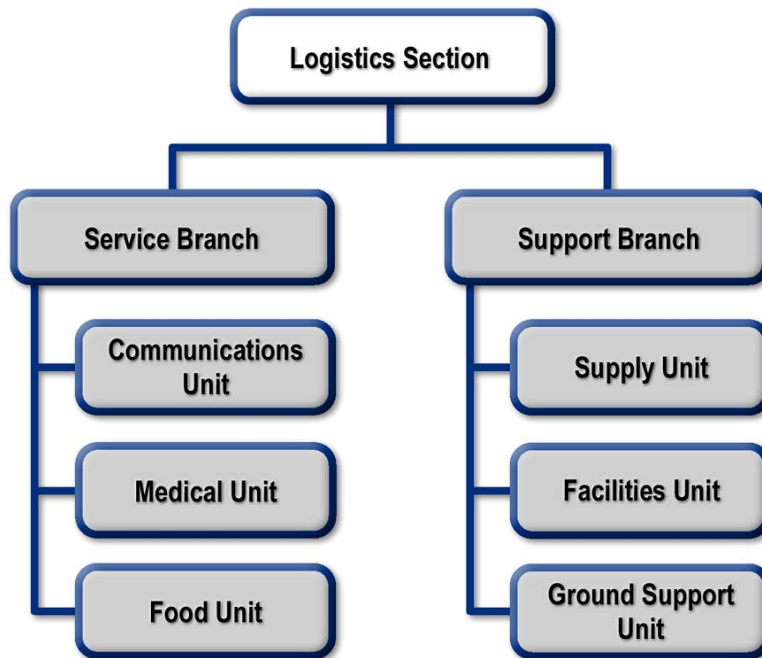 Logistics Section
Service Branch
Communications
Unit
Medical Unit
Food Unit
Support Branch
Supply Unit
Facilities Unit
Ground Support
Unit